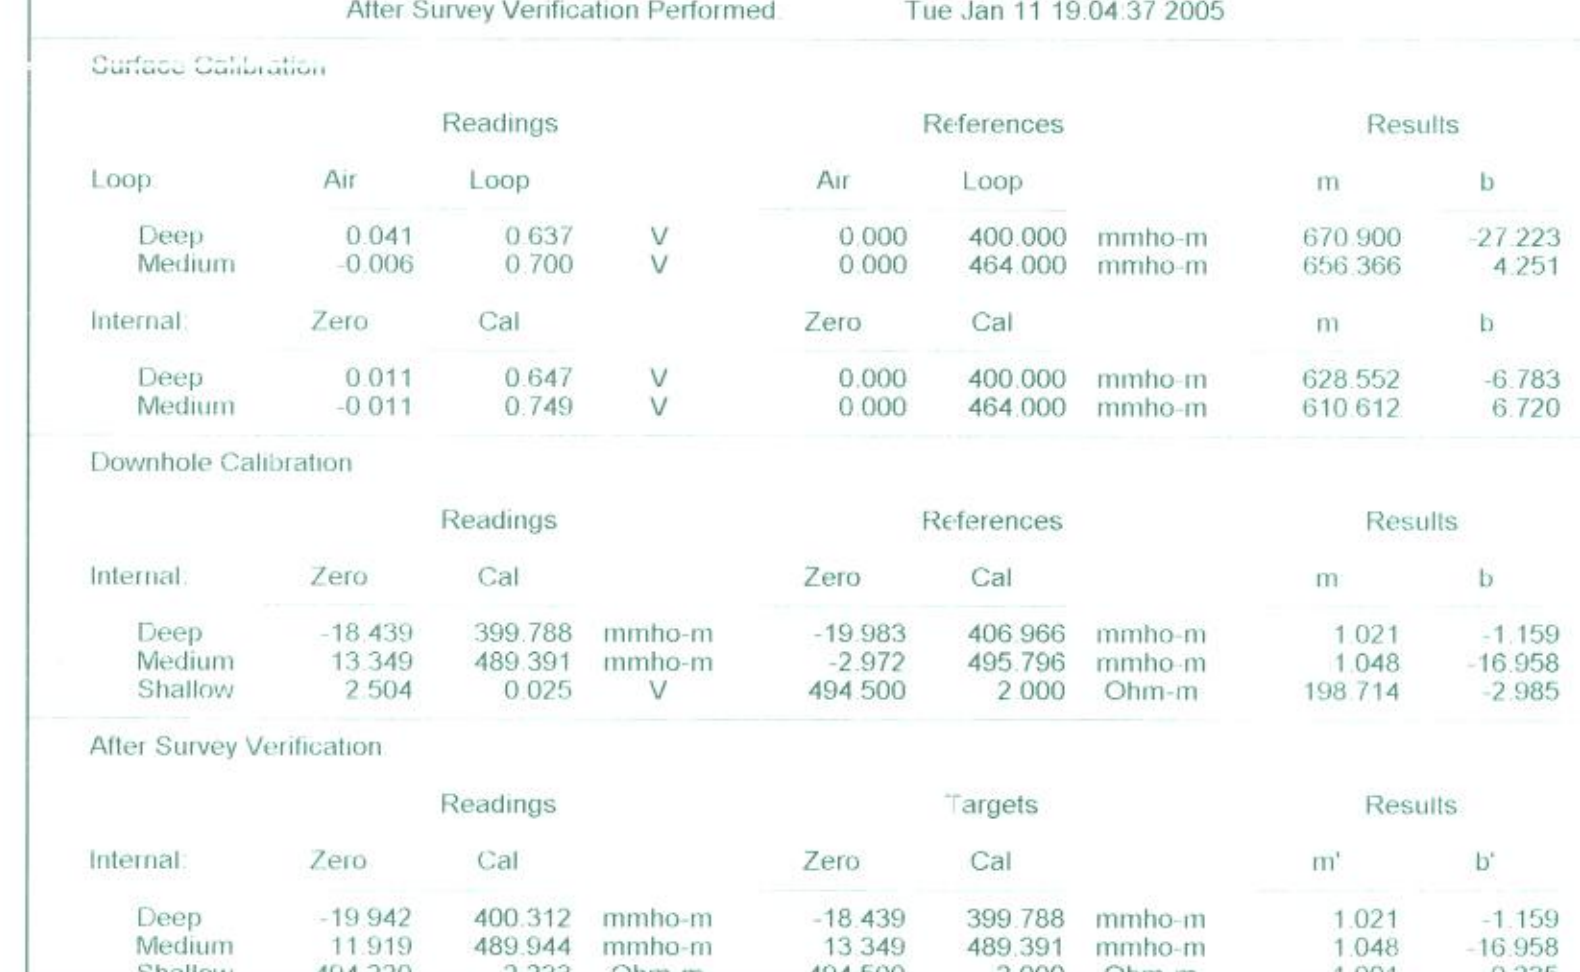 After Survey Verification Performed: Tue Jan 11 19:04:37 2005
Surface Calibration
Readings References Results
Loop: Air Loop Air Loop m b
Deep 0.041 0.637 V 0.000 400.000 mmho-m 670.900 -27.223
Medium -0.006 0.700 V 0.000 464.000 mmho-m 656.366 4.251
Internal: Zero Cal Zero Cal m b
Deep 0.011 0.647 V 0.000 400.000 mmho-m 628.552 -6.783
Medium -0.011 0.749 V 0.000 464.000 mmho-m 610.612 6.720
Downhole Calibration
Readings References Results
Internal: Zero Cal Zero Cal m b
Deep -18.439 399.788 mmho-m -19.983 406.966 mmho-m 1.021 -1.159
Medium 13.349 489.391 mmho-m -2.972 495.796 mmho-m 1.048 -16.958
Shallow 2.504 0.025 V 494.500 2.000 Ohm-m 198.714 -2.985
After Survey Verification
Readings Targets Results
Internal: Zero Cal Zero Cal m' b'
Deep -19.942 400.312 mmho-m -18.439 399.788 mmho-m 1.021 -1.159
Medium 11.919 489.944 mmho-m 13.349 489.391 mmho-m 1.048 -16.958
Shallow Ohm-m 494.500 2.000 Ohm-m